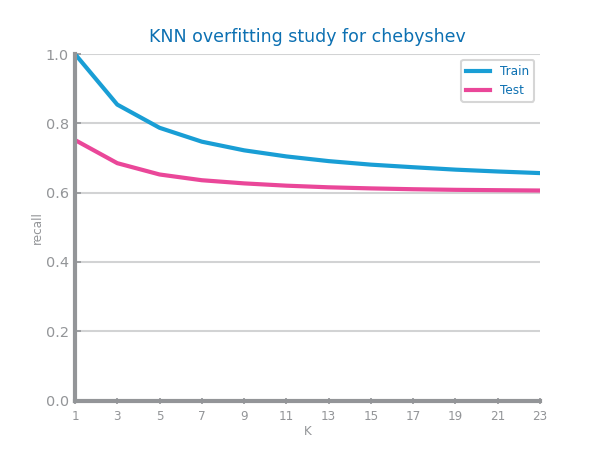 KNN overfitting study for chebyshev
1.0
0.8
0.6
0.4
0.2
0.0
recall
Train
Test
1 3 5 7 9 11 13 15 17 19 21 23
K